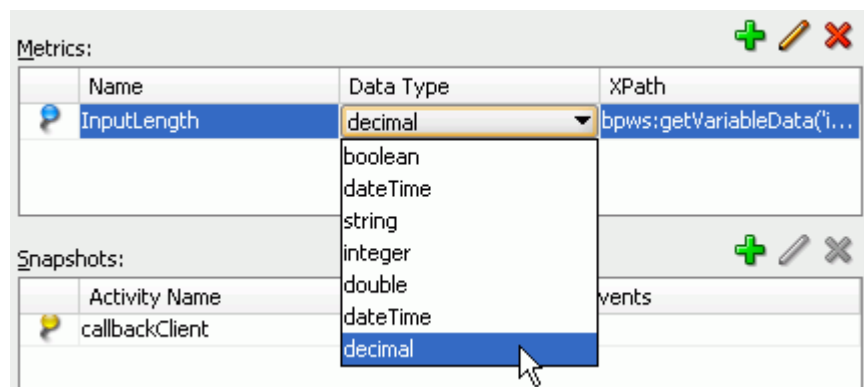 Metrics:
Name Data Type XPath
InputLength decimal bpws:getVariableData('i...
boolean
dateTime
string
integer
double
dateTime
decimal
Snapshots:
Activity Name vents
callbackClient